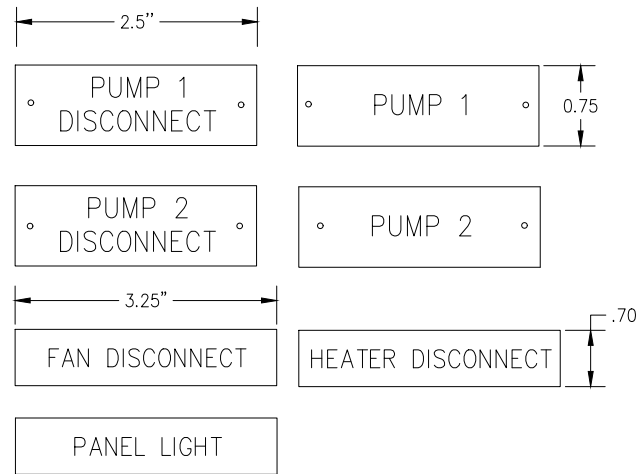 2.5"
PUMP 1
DISCONNECT
PUMP 1
0.75
PUMP 2
DISCONNECT
PUMP 2
3.25"
.70
FAN DISCONNECT
HEATER DISCONNECT
PANEL LIGHT